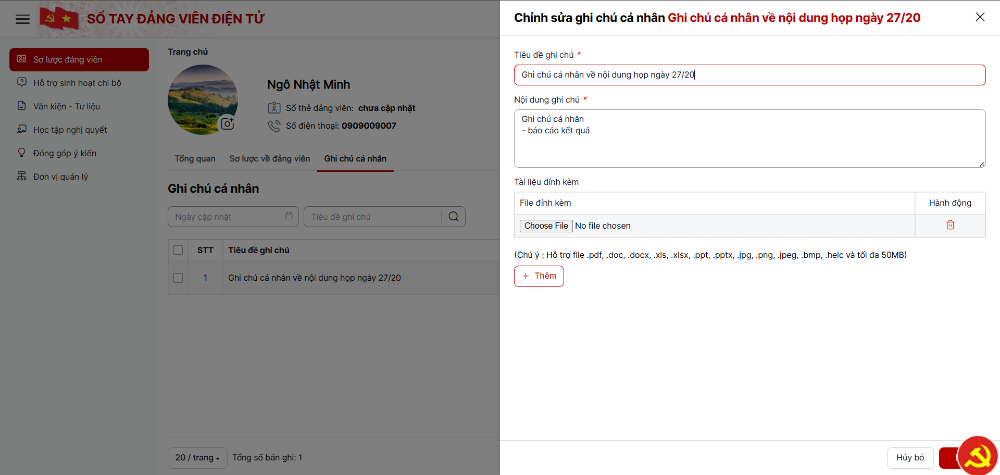 SỔ TAY ĐẢNG VIÊN ĐIỆN TỬ
Sơ lược đảng viên
Hỗ trợ sinh hoạt chi bộ
Văn kiện - Tư liệu
Học tập nghị quyết
Đóng góp ý kiến
Đơn vị quản lý
Trang chủ
Ngô Nhật Minh
Số thẻ đảng viên: chưa cập nhật
Số điện thoại: 0909009007
Tổng quan
Sơ lược về đảng viên
Ghi chú cá nhân
Ghi chú cá nhân
Ngày cập nhật
Tiêu đề ghi chú
STT
Tiêu đề ghi chú
1
Ghi chú cá nhân về nội dung họp ngày 27/20
20 / trang
Tổng số bản ghi: 1
Chỉnh sửa ghi chú cá nhân Ghi chú cá nhân về nội dung họp ngày 27/20
Tiêu đề ghi chú *
Ghi chú cá nhân về nội dung họp ngày 27/20
Nội dung ghi chú *
Ghi chú cá nhân
- báo cáo kết quả
Tài liệu đính kèm
File đính kèm
Hành động
Choose File No file chosen
(Chú ý : Hỗ trợ file .pdf, .doc, .docx, .xls, .xlsx, .ppt, .pptx, .jpg, .png, .jpeg, .bmp, .heic và tối đa 50MB)
+ Thêm
Hủy bỏ